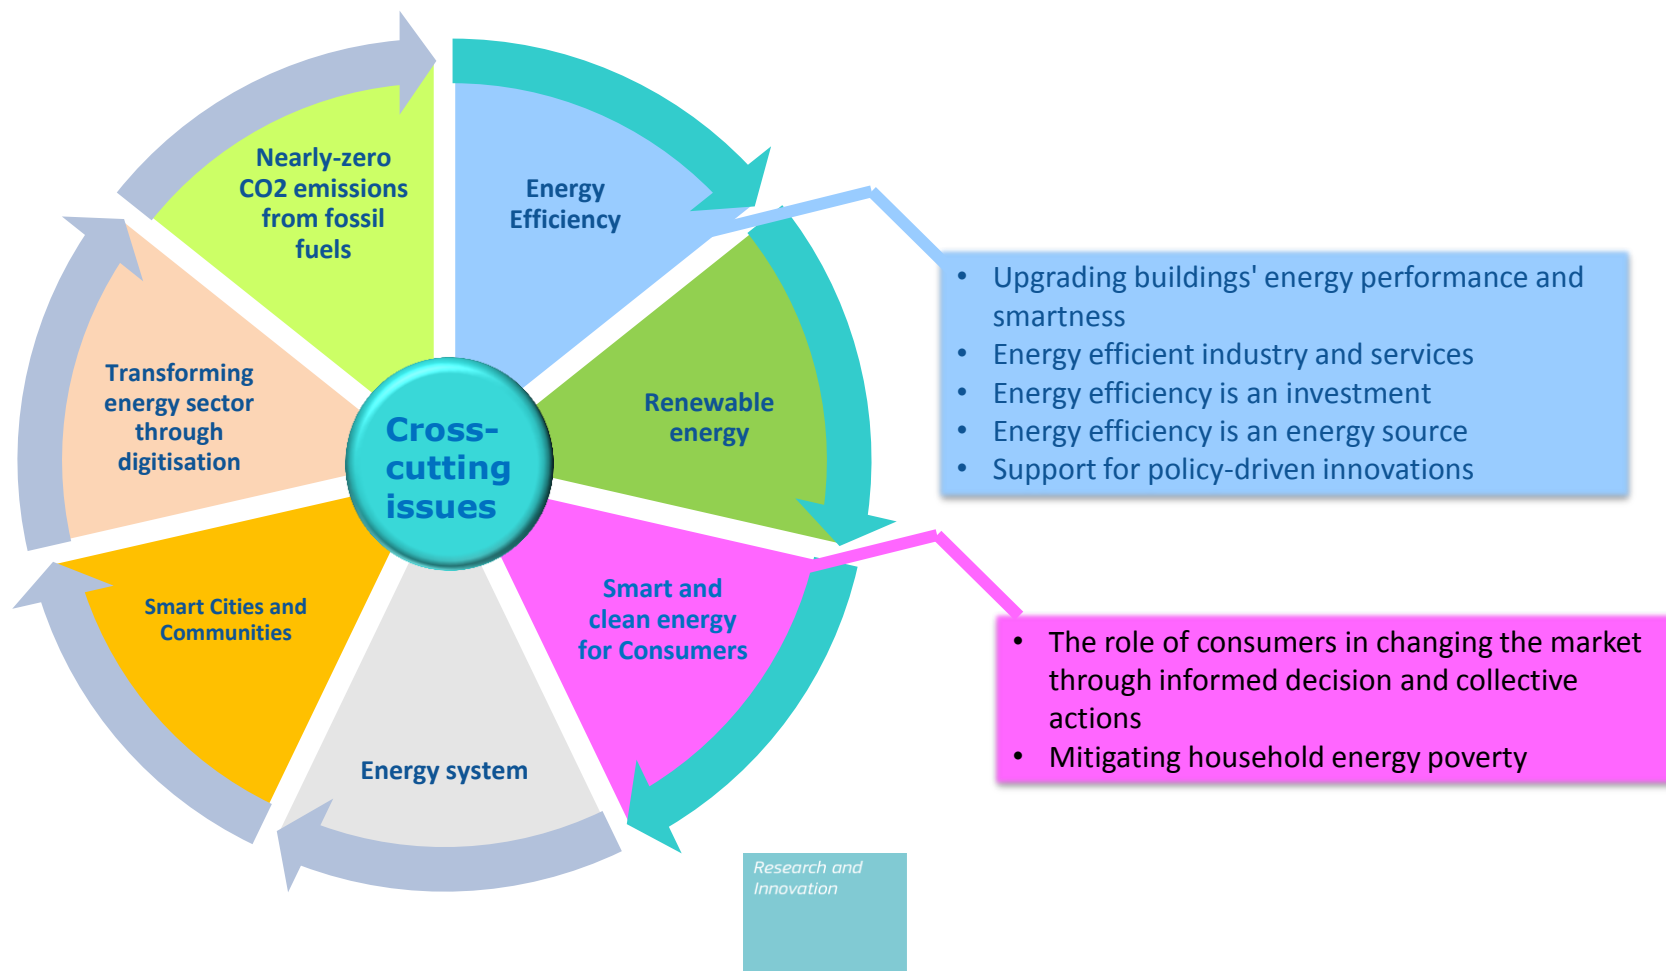 Nearly-zero
CO2 emissions
from fossil
fuels
Energy
Efficiency
Renewable
energy
Smart and
clean energy
for Consumers
Energy system
Smart Cities and
Communities
Transforming
energy sector
through
digitisation
Cross-
cutting
issues
• Upgrading buildings' energy performance and
smartness
• Energy efficient industry and services
• Energy efficiency is an investment
• Energy efficiency is an energy source
• Support for policy-driven innovations
• The role of consumers in changing the market
through informed decision and collective
actions
• Mitigating household energy poverty
Research and
Innovation